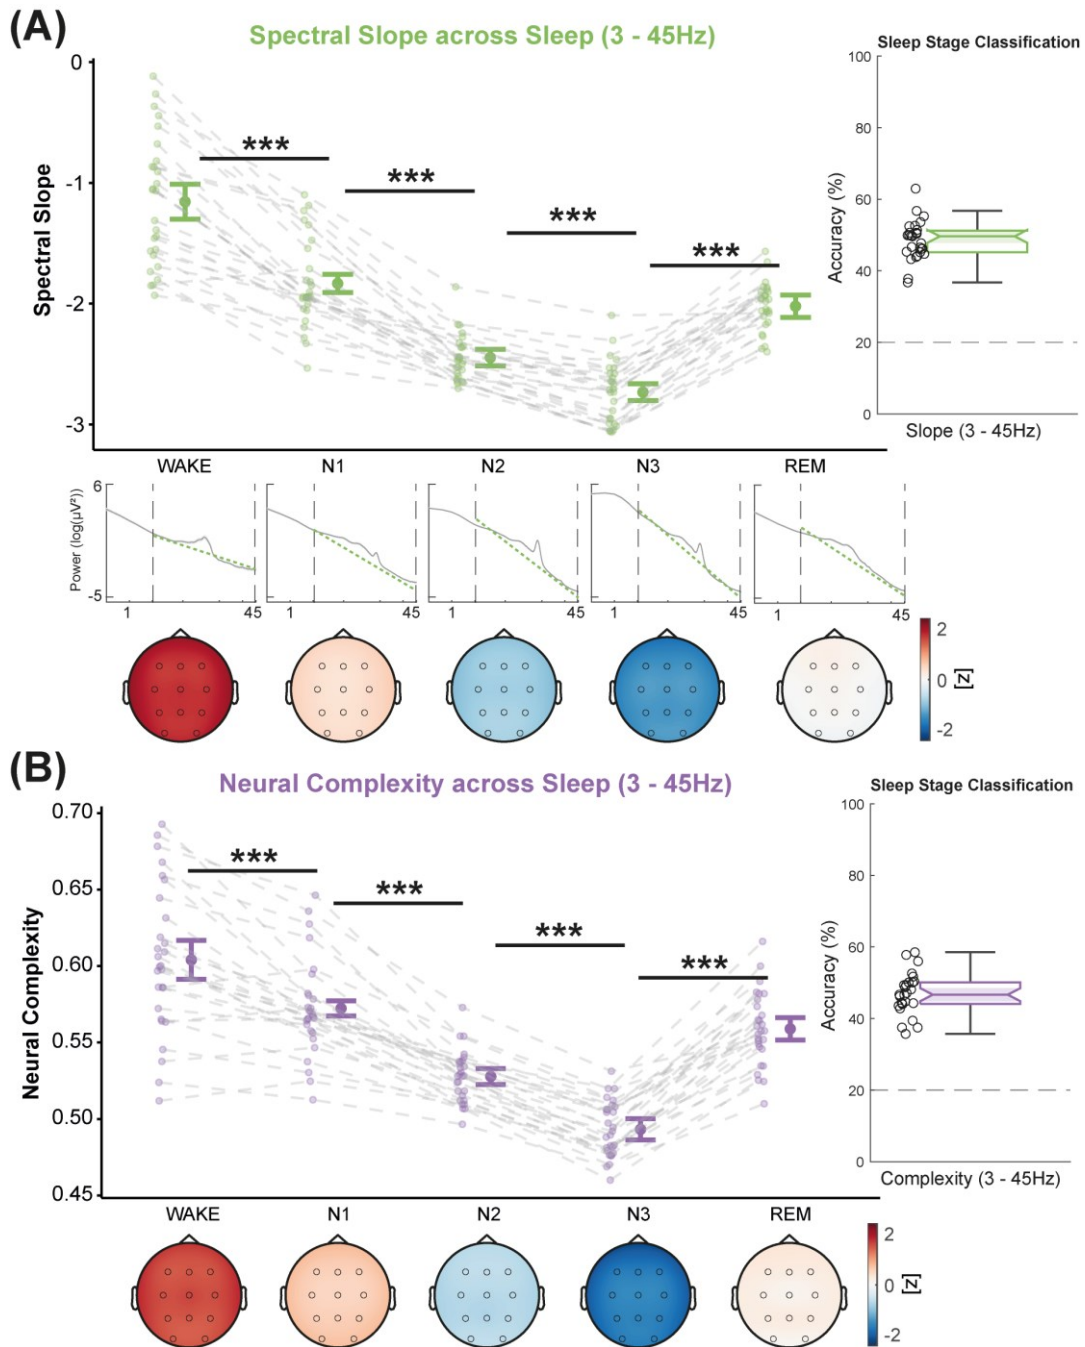 (A)
Spectral Slope across Sleep (3 - 45Hz)
Sleep Stage Classification
0
-1
-2
-3
Spectral Slope
***
***
***
***
100
80
60
40
20
0
Accuracy (%)
Slope (3 - 45Hz)
WAKE N1 N2 N3 REM
6
-5
Power (log(µV²))
1 45
1 45
1 45
1 45
1 45
2
0
-2
[z]
(B)
Neural Complexity across Sleep (3 - 45Hz)
Sleep Stage Classification
0.70
0.65
0.60
0.55
0.50
0.45
Neural Complexity
***
***
***
***
100
80
60
40
20
0
Accuracy (%)
Complexity (3 - 45Hz)
WAKE N1 N2 N3 REM
2
0
-2
[z]